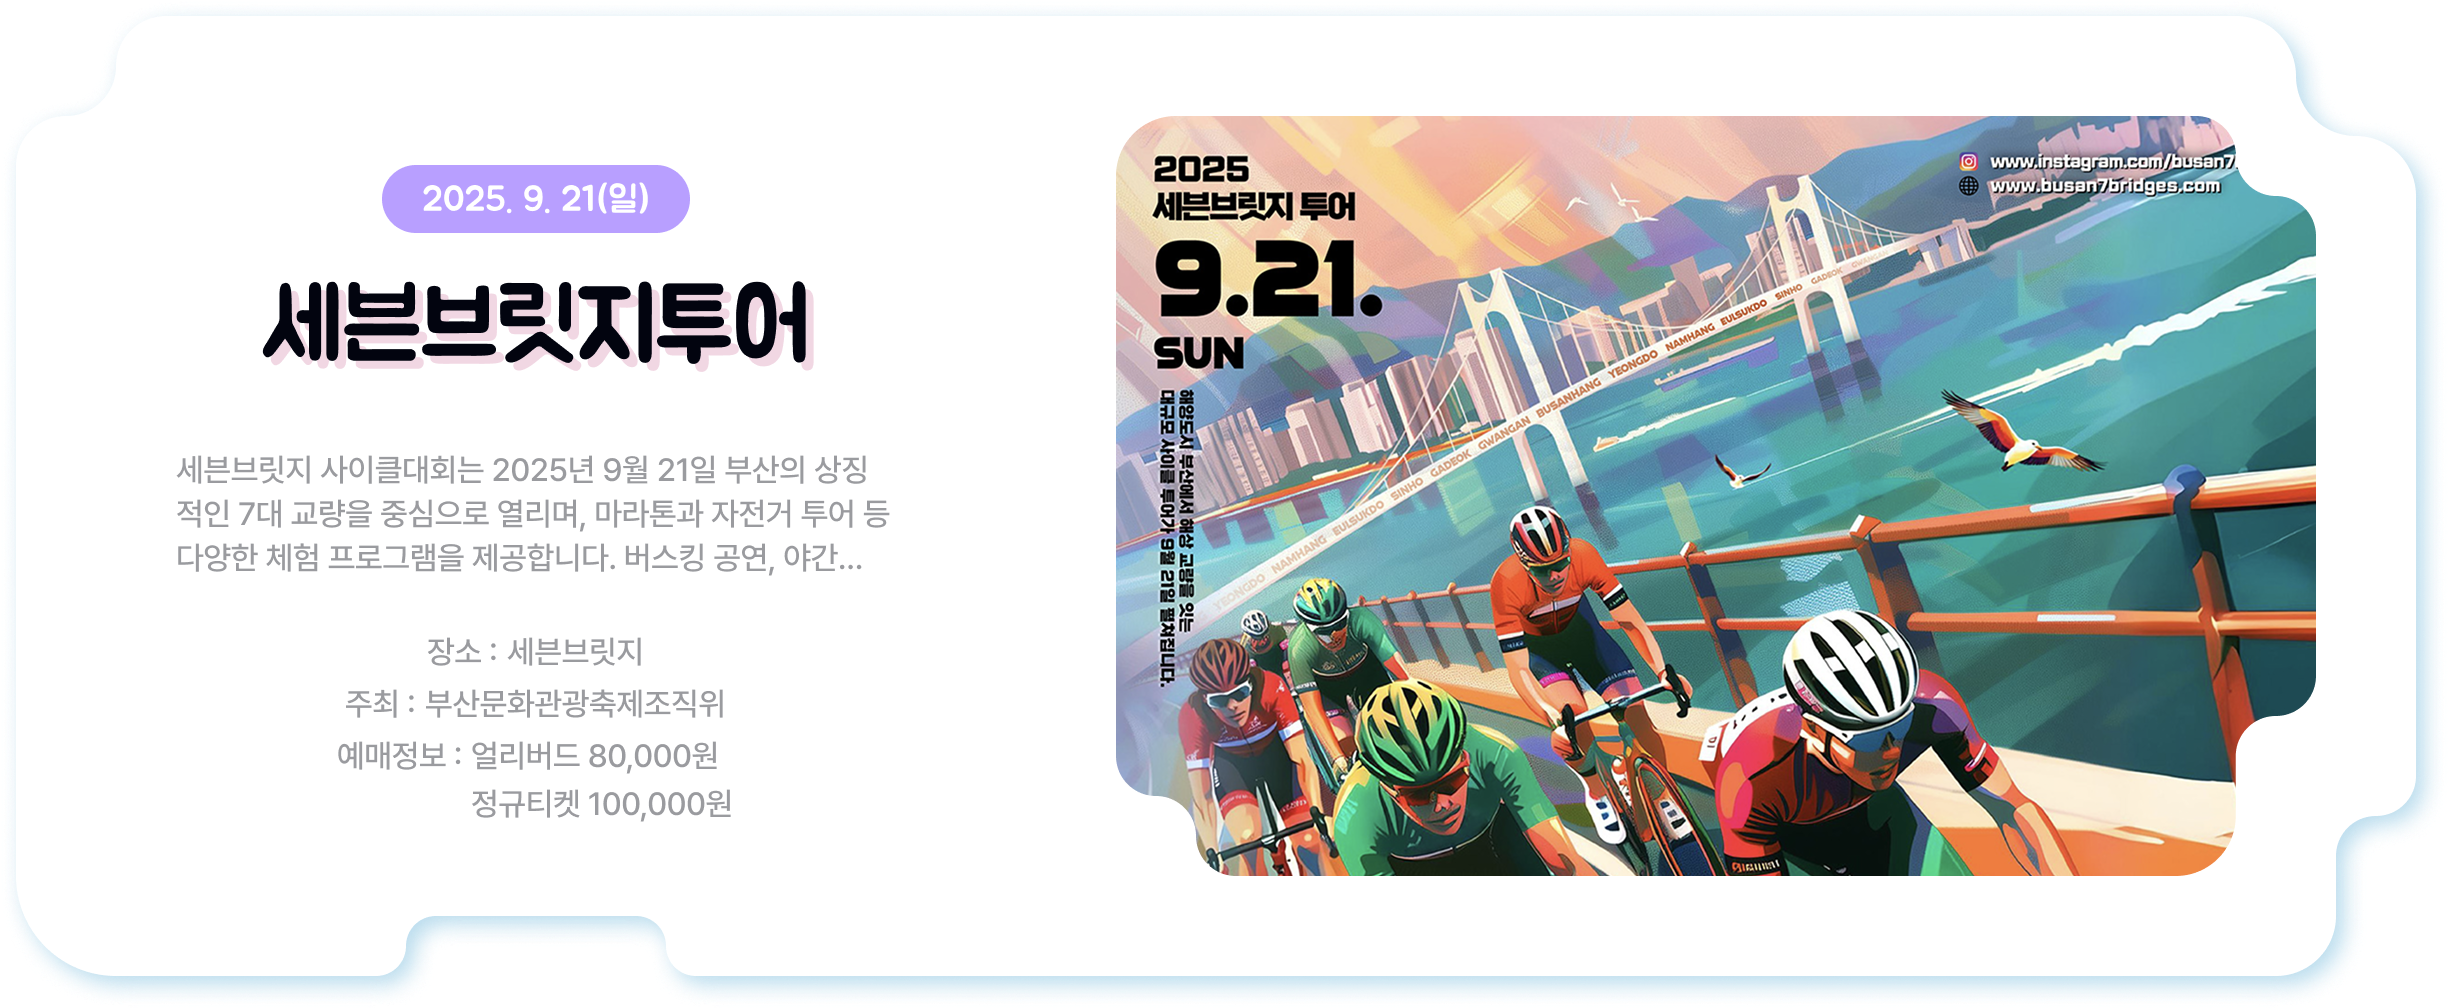 2025. 9. 21(일)
세븐브릿지투어
세븐브릿지 사이클대회는 2025년 9월 21일 부산의 상징
적인 7대 교량을 중심으로 열리며, 마라톤과 자전거 투어 등
다양한 체험 프로그램을 제공합니다. 버스킹 공연, 야간...
장소 : 세븐브릿지
주최 : 부산문화관광축제조직위
예매정보 : 얼리버드 80,000원
정규티켓 100,000원
2025
세븐브릿지 투어
9.21.
SUN
해양도시 부산에서 해상 교량을 잇는
대규모 사이클 투어가 9월 21일 펼쳐집니다.
www.instagram.com/busan7
www.busan7bridges.com
YEONGDO NAMHANG EULSUKDO SINHO GADEOK GWANGAN BUSANHANG YEONGDO NAMHANG EULSUKDO SINHO GADEOK GWANGAN